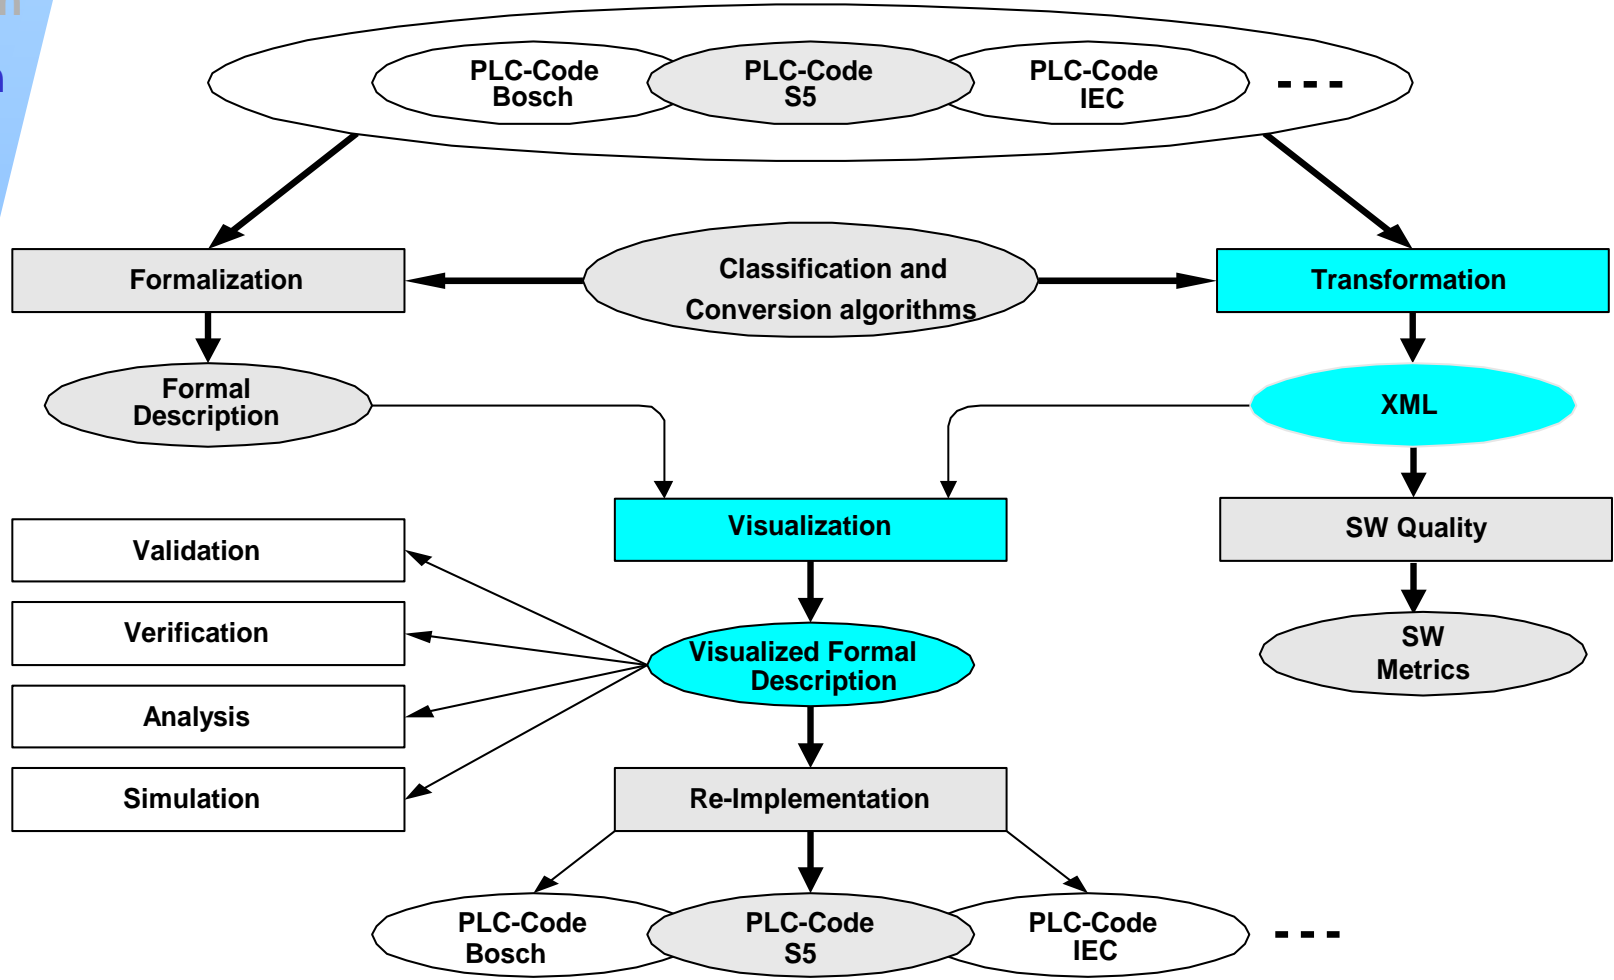 PLC-Code
Bosch
PLC-Code
S5
PLC-Code
IEC
- - -
Formalization
Classification and
Conversion algorithms
Transformation
Formal
Description
XML
Visualization
SW Quality
Validation
Verification
Analysis
Simulation
Visualized Formal
Description
SW
Metrics
Re-Implementation
PLC-Code
Bosch
PLC-Code
S5
PLC-Code
IEC
- - -